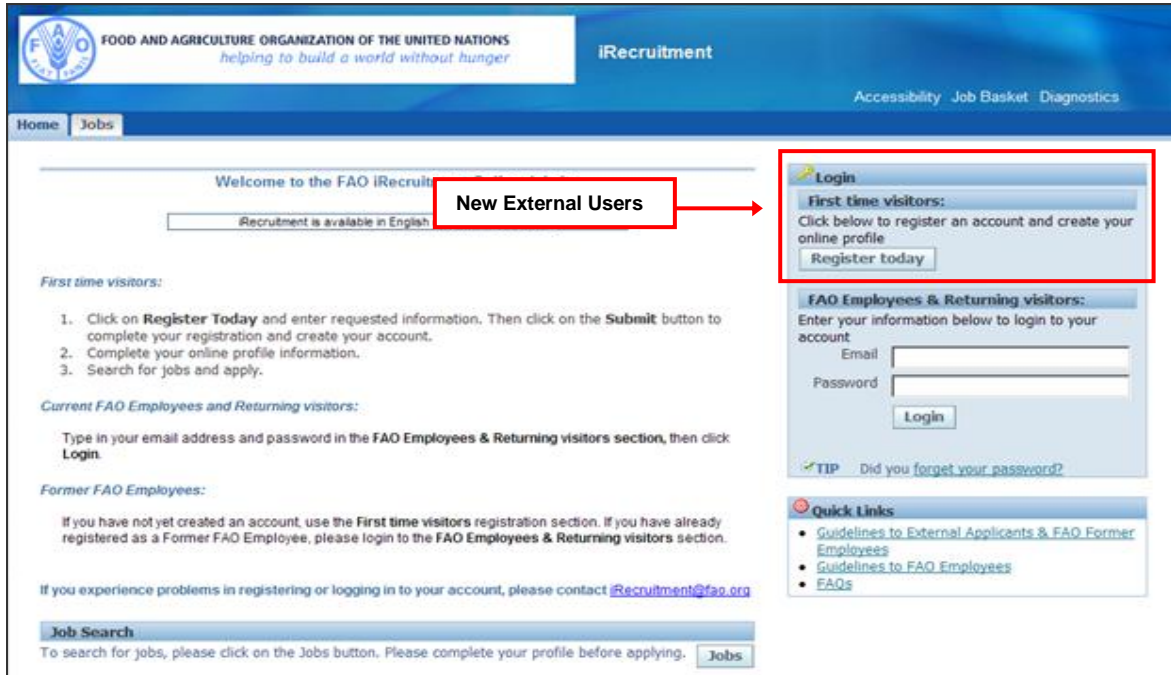 FOOD AND AGRICULTURE ORGANIZATION OF THE UNITED NATIONS
helping to build a world without hunger
F A O
FIAT PANIS
iRecruitment
Accessibility Job Basket Diagnostics
Home Jobs
Welcome to the FAO iRecruit
iRecruitment is available in English
New External Users
First time visitors:
1. Click on Register Today and enter requested information. Then click on the Submit button to
complete your registration and create your account.
2. Complete your online profile information.
3. Search for jobs and apply.
Current FAO Employees and Returning visitors:
Type in your email address and password in the FAO Employees & Returning visitors section, then click
Login.
Former FAO Employees:
If you have not yet created an account, use the First time visitors registration section. If you have already
registered as a Former FAO Employee, please login to the FAO Employees & Returning visitors section.
If you experience problems in registering or logging in to your account, please contact iRecruitment@fao.org
Job Search
To search for jobs, please click on the Jobs button. Please complete your profile before applying. Jobs
Login
First time visitors:
Click below to register an account and create your
online profile
Register today
FAO Employees & Returning visitors:
Enter your information below to login to your
account
Email
Password
Login
TIP Did you forget your password?
Quick Links
Guidelines to External Applicants & FAO Former
Employees
Guidelines to FAO Employees
FAQs